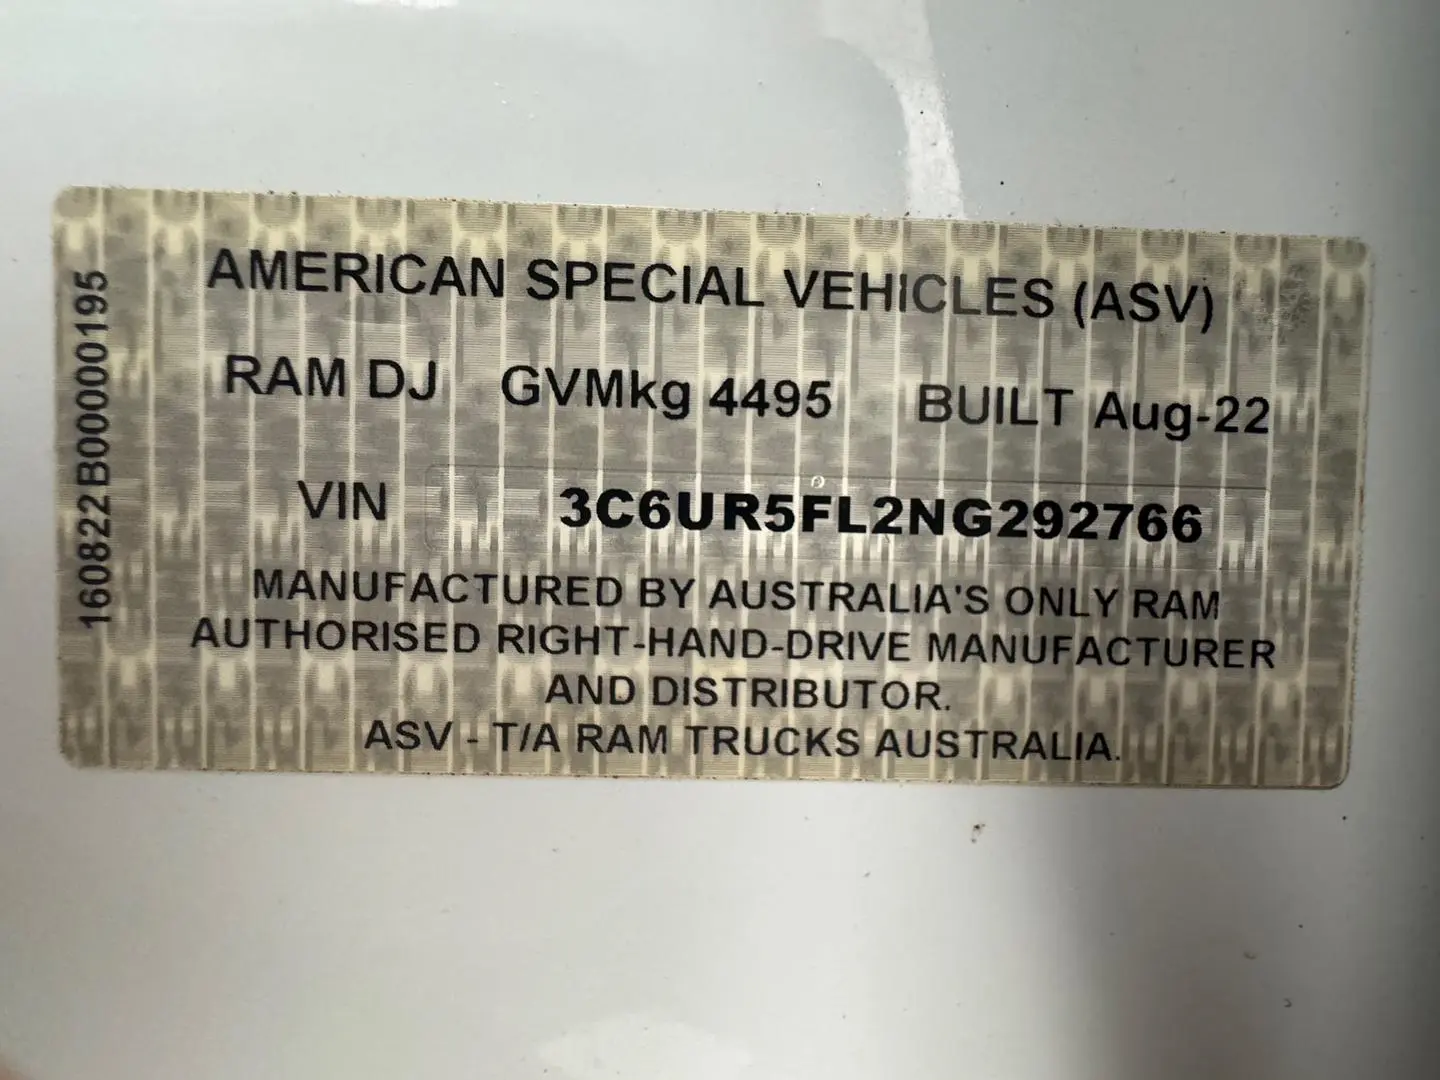 AMERICAN SPECIAL VEHICLES (ASV)
RAM DJ GVMkg 4495 BUILT Aug-22
VIN 3C6UR5FL2NG292766
MANUFACTURED BY AUSTRALIA'S ONLY RAM
AUTHORISED RIGHT-HAND-DRIVE MANUFACTURER
AND DISTRIBUTOR.
ASV - T/A RAM TRUCKS AUSTRALIA.
160822B000000195